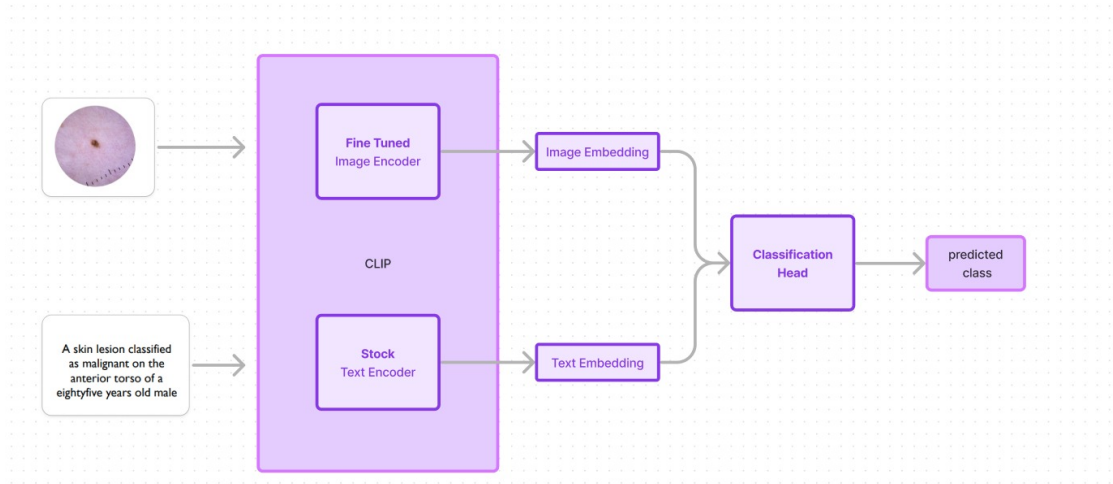 Fine Tuned
Image Encoder
Image Embedding
CLIP
Classification
Head
predicted
class
A skin lesion classified
as malignant on the
anterior torso of a
eightyfive years old male
Stock
Text Encoder
Text Embedding